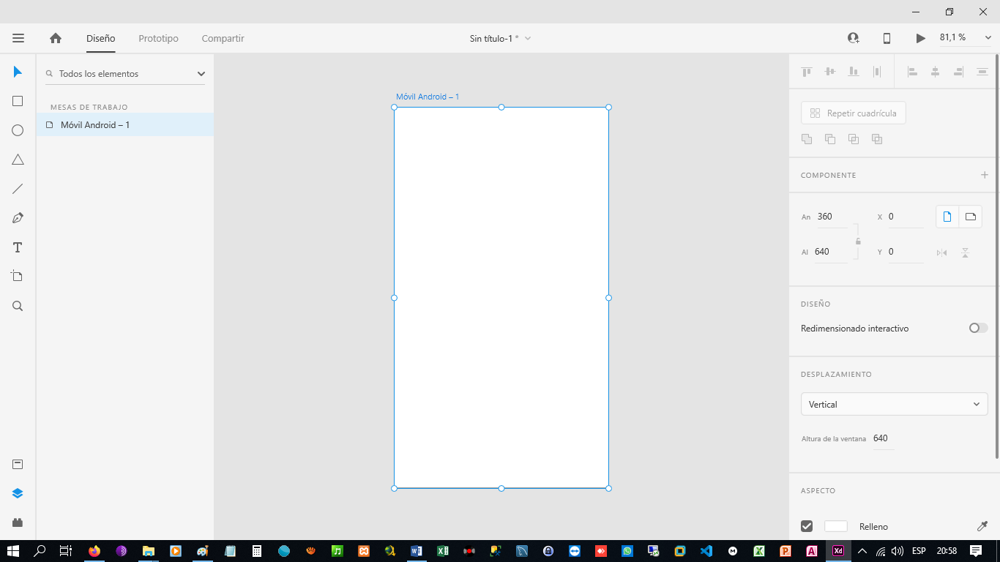 Diseño
Prototipo
Compartir
Sin título-1 *
81,1 %
Todos los elementos
MESAS DE TRABAJO
Móvil Android – 1
Móvil Android – 1
Repetir cuadrícula
COMPONENTE
An 360
X 0
Al 640
Y 0
DISEÑO
Redimensionado interactivo
DESPLAZAMIENTO
Vertical
Altura de la ventana 640
ASPECTO
Relleno
Xd
ESP
20:58